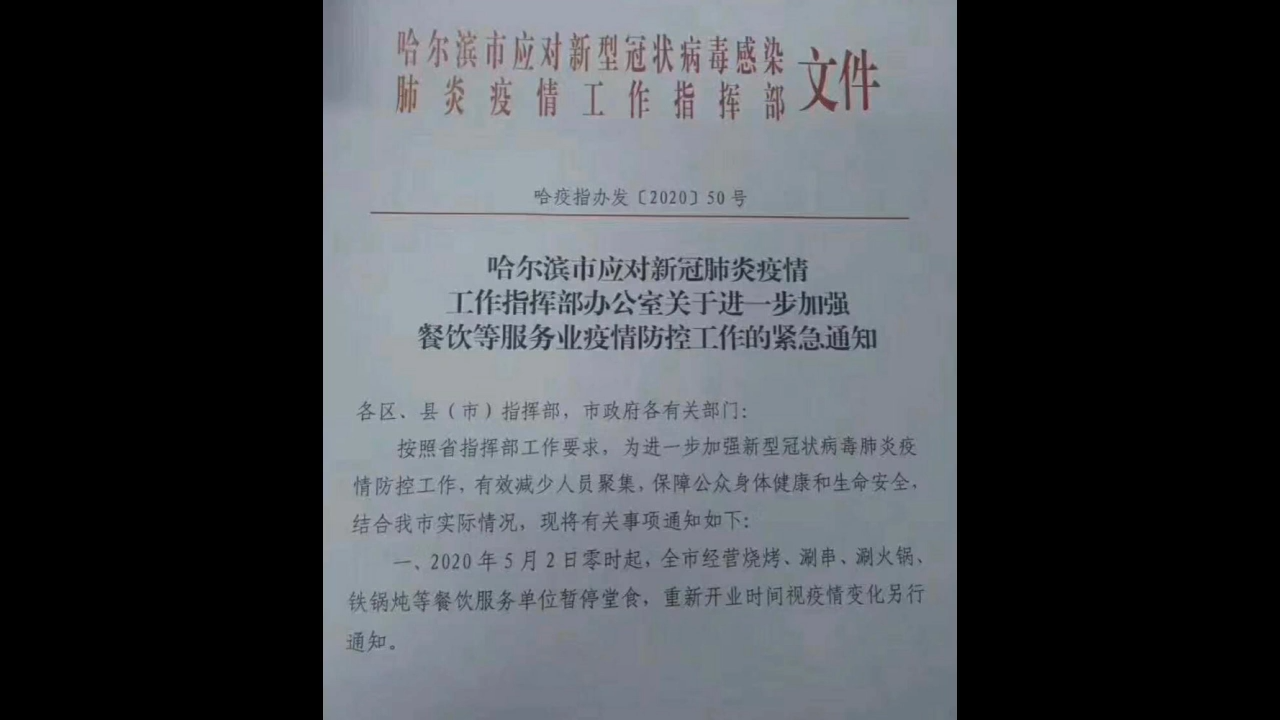 哈尔滨市应对新型冠状病毒感染
肺炎疫情工作指挥部 文件
哈疫指办发〔2020〕50号
哈尔滨市应对新冠肺炎疫情
工作指挥部办公室关于进一步加强
餐饮等服务业疫情防控工作的紧急通知
各区、县（市）指挥部，市政府各有关部门：
按照省指挥部工作要求，为进一步加强新型冠状病毒肺炎疫
情防控工作，有效减少人员聚集，保障公众身体健康和生命安全，
结合我市实际情况，现将有关事项通知如下：
一、2020年5月2日零时起，全市经营烧烤、涮串、涮火锅、
铁锅炖等餐饮服务单位暂停堂食，重新开业时间视疫情变化另行
通知。